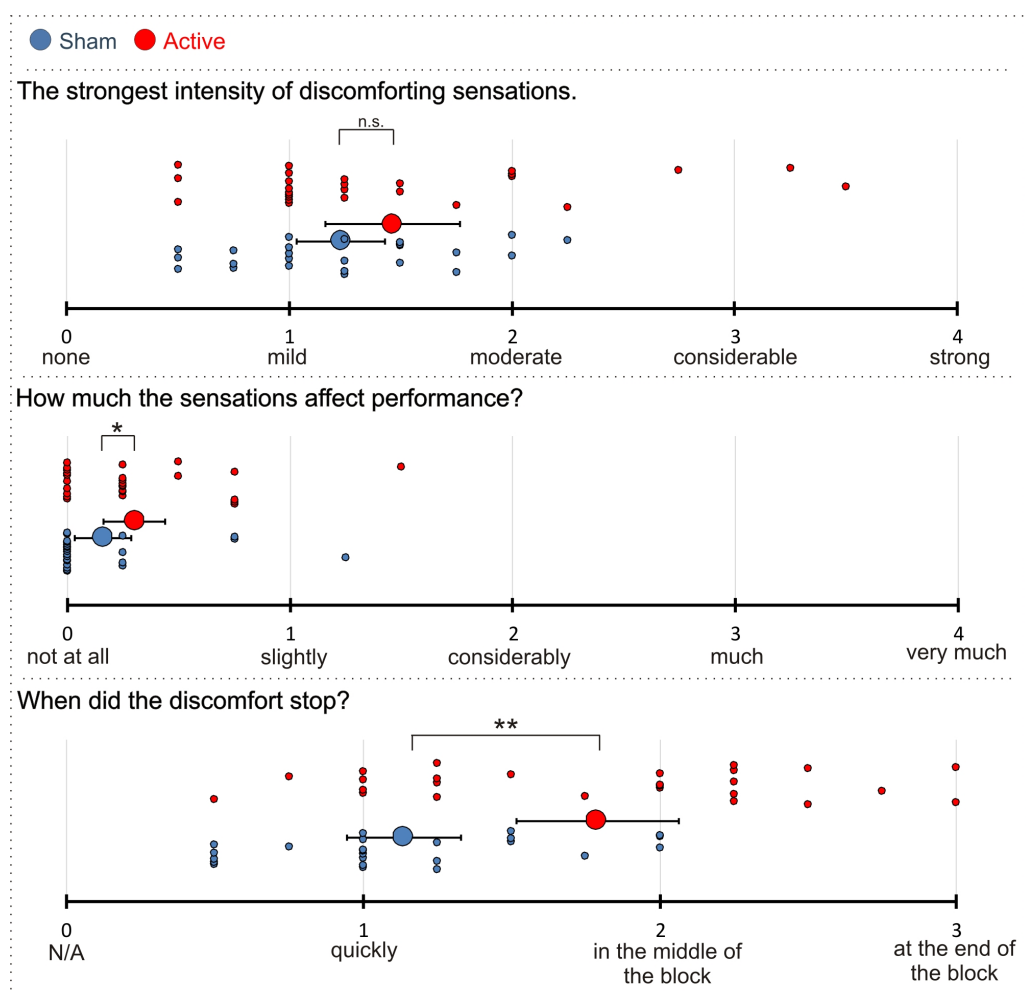 Sham Active
The strongest intensity of discomforting sensations.
n.s.
0 1 2 3 4
none mild moderate considerable strong
How much the sensations affect performance?
*
0 1 2 3 4
not at all slightly considerably much very much
When did the discomfort stop?
**
0 1 2 3
N/A quickly in the middle of at the end of
the block the block